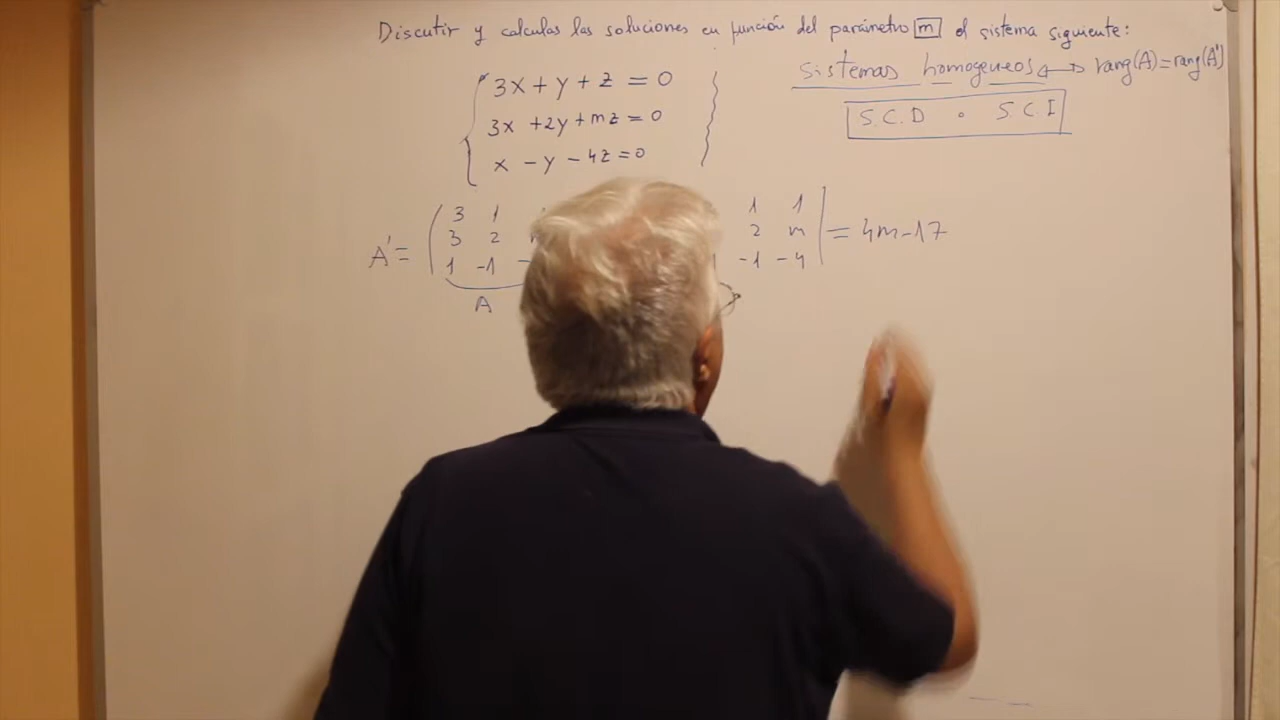 Discutir y calculas las soluciones en función del parámetro m el sistema siguiente:
sistemas homogeneos ↔ rang(A)=rang(A')
S.C.D o S.C.I
3x + y + z = 0
3x + 2y + mz = 0
x - y - 4z = 0
A' = ( 3 1
3 2
1 -1 -
A
1 1
2 m
-1 -4 | = 4m-17